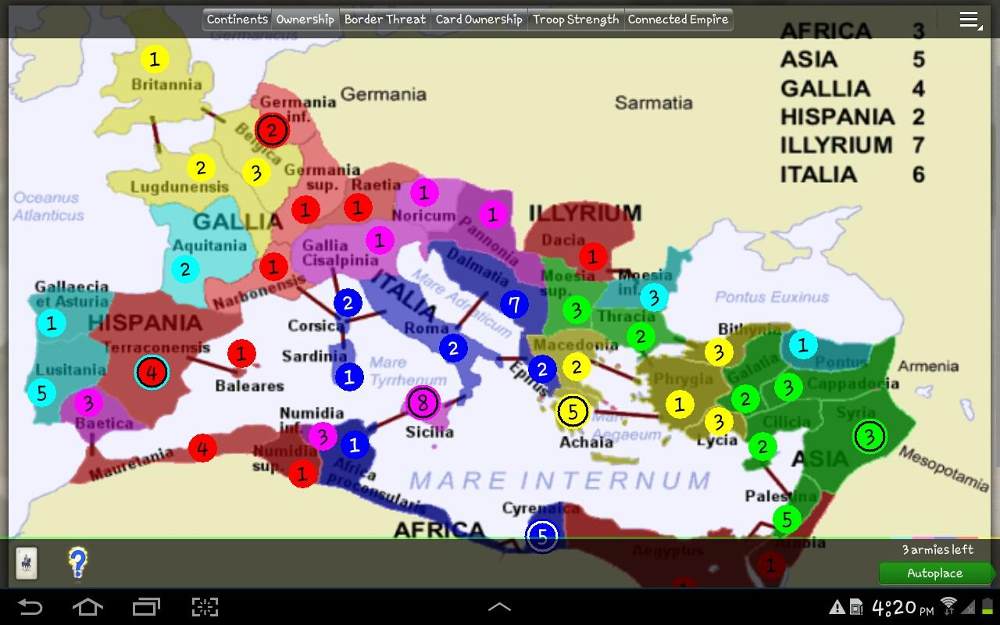 Continents Ownership Border Threat Card Ownership Troop Strength Connected Empire
Germanicus
AFRICA 3
ASIA 5
GALLIA 4
HISPANIA 2
ILLYRIUM 7
ITALIA 6
1
Britannia
Germania inf.
2
Germania
Sarmatia
Belgica
3
2
Lugdunensis
Germania sup.
1
Raetia
1
Oceanus Atlanticus
GALLIA
Aquitania
2
1
Noricum
1
Pannonia
ILLYRIUM
Dacia
1
Gallia Cisalpinia
1
1
Narbonensis
Dalmatia
7
Moesia sup.
3
Moesia inf.
3
Pontus Euxinus
Gallaecia et Asturia
1
HISPANIA
Terraconensis
4
Lusitania
5
3
Baetica
1
Baleares
2
Corsica
Sardinia
1
ITALIA
Mare Adriaticum
Roma
2
Mare Tyrrhenum
Thracia
2
Macedonia
2
Epirus
2
5
Achaia
Mare Aegaeum
Bithynia
3
Phrygia
1
3
Lycia
Galatia
2
1
Pontus
3
Cappadocia
Armenia
Cilicia
2
Syria
3
ASIA
Mesopotamia
8
Sicilia
Numidia inf.
3
Numidia sup.
1
4
Mauretania
1
Africa proconsularis
MARE INTERNUM
AFRICA
Cyrenaica
5
Palestina
5
Arabia
1
Aegyptus
1
3 armies left
Autoplace
?
4:20 PM